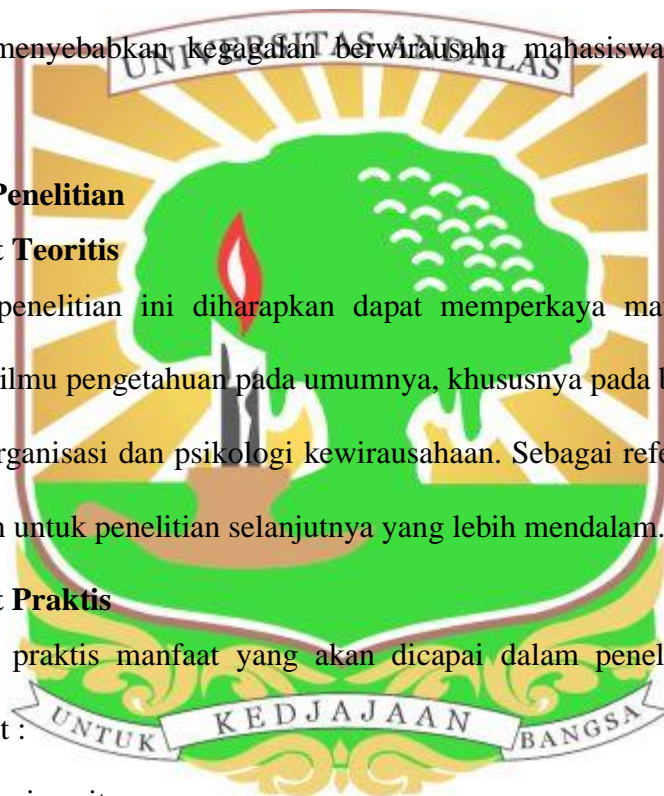 menyebabkan kegagalan berwirausaha mahasiswa
UNIVERSITAS ANDALAS
Penelitian
t Teoritis
penelitian ini diharapkan dapat memperkaya ma
ilmu pengetahuan pada umumnya, khususnya pada b
rganisasi dan psikologi kewirausahaan. Sebagai refe
n untuk penelitian selanjutnya yang lebih mendalam.
t Praktis
praktis manfaat yang akan dicapai dalam penel
t :
UNTUK KEDJAJAAN BANGSA